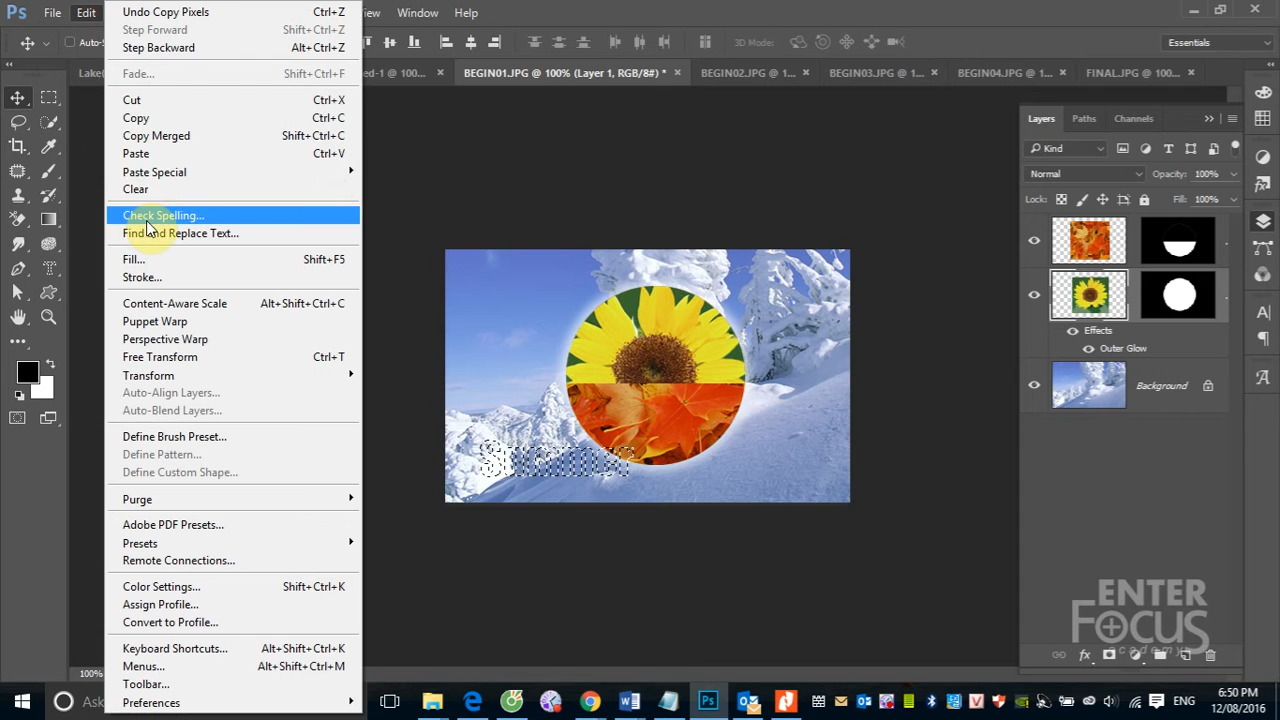 Ps File Edit View Window Help
Undo Copy Pixels Ctrl+Z
Step Forward Shift+Ctrl+Z
Step Backward Alt+Ctrl+Z
Fade... Shift+Ctrl+F
Cut Ctrl+X
Copy Ctrl+C
Copy Merged Shift+Ctrl+C
Paste Ctrl+V
Paste Special
Clear
Check Spelling...
Find and Replace Text...
Fill... Shift+F5
Stroke...
Content-Aware Scale Alt+Shift+Ctrl+C
Puppet Warp
Perspective Warp
Free Transform Ctrl+T
Transform
Auto-Align Layers...
Auto-Blend Layers...
Define Brush Preset...
Define Pattern...
Define Custom Shape...
Purge
Adobe PDF Presets...
Presets
Remote Connections...
Color Settings... Shift+Ctrl+K
Assign Profile...
Convert to Profile...
Keyboard Shortcuts... Alt+Shift+Ctrl+K
Menus... Alt+Shift+Ctrl+M
Toolbar...
Preferences
3D Mode:
Essentials
BEGIN01.JPG @ 100% (Layer 1, RGB/8#) *
BEGIN02.JPG @ 1...
BEGIN03.JPG @ 1...
BEGIN04.JPG @ 1...
FINAL.JPG @ 100...
Layers Paths Channels
Kind
Normal Opacity: 100%
Lock: Fill: 100%
Effects
Outer Glow
Background
Summer
100%
ENTER
FOCUS
academy
Ask
ENG
6:50 PM
12/08/2016